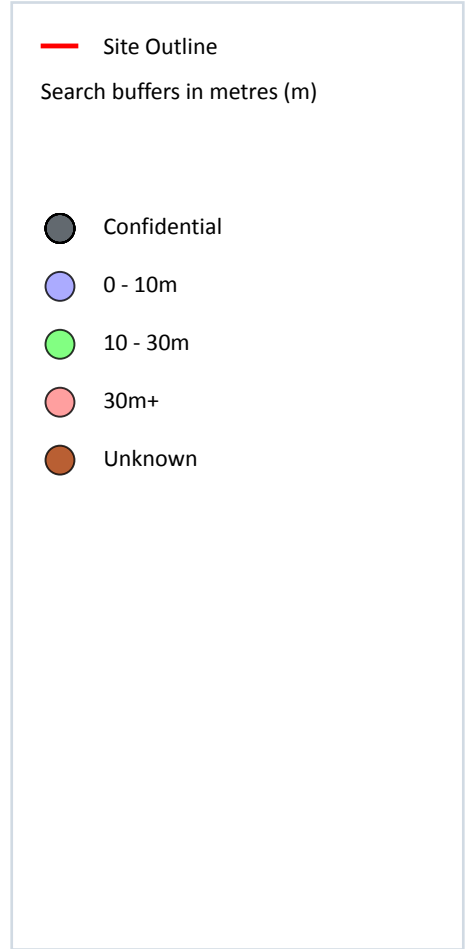 Site Outline
Search buffers in metres (m)
Confidential
0 - 10m
10 - 30m
30m+
Unknown